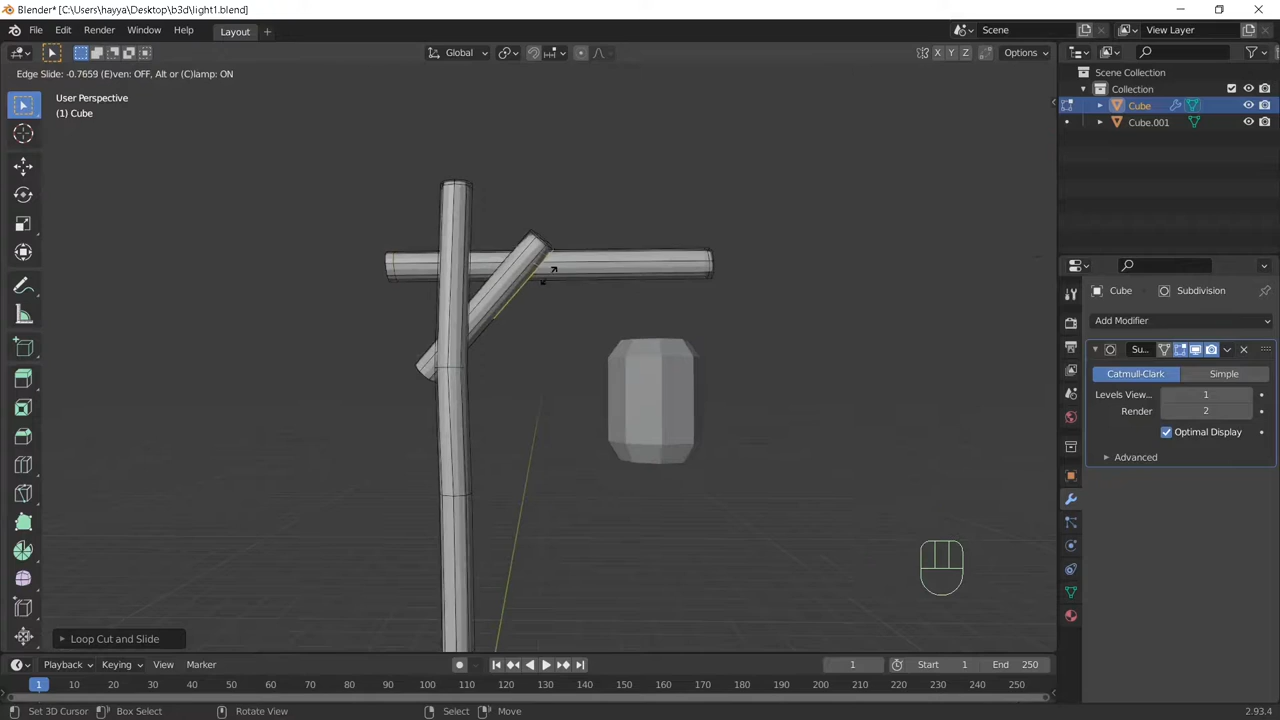 Blender* [C:\Users\hayya\Desktop\b3d\light1.blend]
File Edit Render Window Help Layout + Scene View Layer
Global X Y Z Options
Edge Slide: -0.7659 (E)ven: OFF, Alt or (C)lamp: ON
User Perspective
(1) Cube
Scene Collection
Collection
Cube
Cube.001
Cube Subdivision
Add Modifier
Su...
Catmull-Clark Simple
Levels View... 1
Render 2
Optimal Display
Advanced
Loop Cut and Slide
Playback Keying View Marker 1 Start 1 End 250
1 10 20 30 40 50 60 70 80 90 100 110 120 130 140 150 160 170 180 190 200 210 220 230 240 250
Set 3D Cursor Box Select Rotate View Select Move 2.93.4